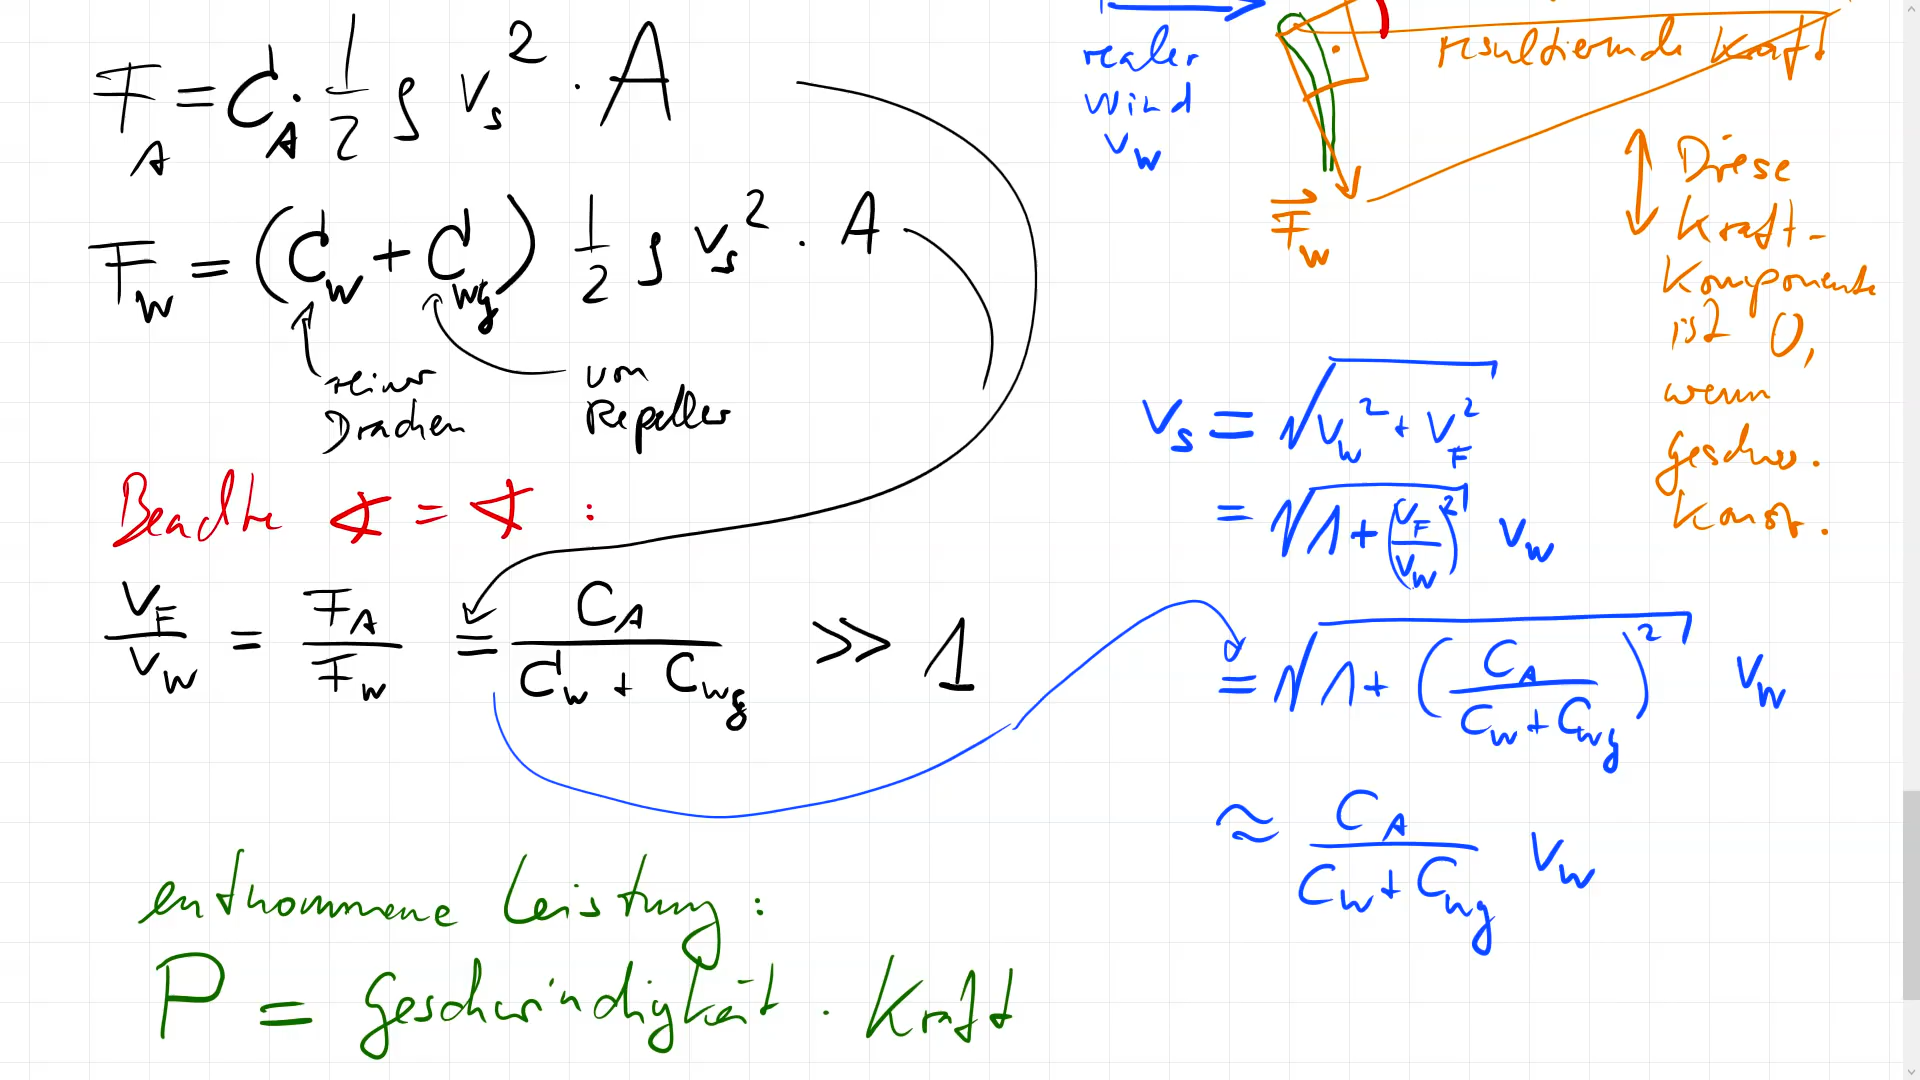 F_A = C_A · 1/2 ρ v_s² · A
F_W = (C_W + C_Wg) 1/2 ρ v_s² · A
reiner
Drachen
von
Repeller
Beachte ∢ = ∢ :
v_F/v_W = F_A/F_W = C_A/(C_W + C_Wg) ≫ 1
entnommene Leistung:
P = Geschwindigkeit · Kraft
realer
Wind
v_W
resultierende Kraft
F_W
Diese
Kraft-
komponente
ist 0,
wenn
Geschw.
konst.
v_s = √(v_W² + v_F²)
= √(1 + (v_F/v_W)²) v_W
= √(1 + (C_A/(C_W + C_Wg))²) v_W
≈ C_A/(C_W + C_Wg) v_W